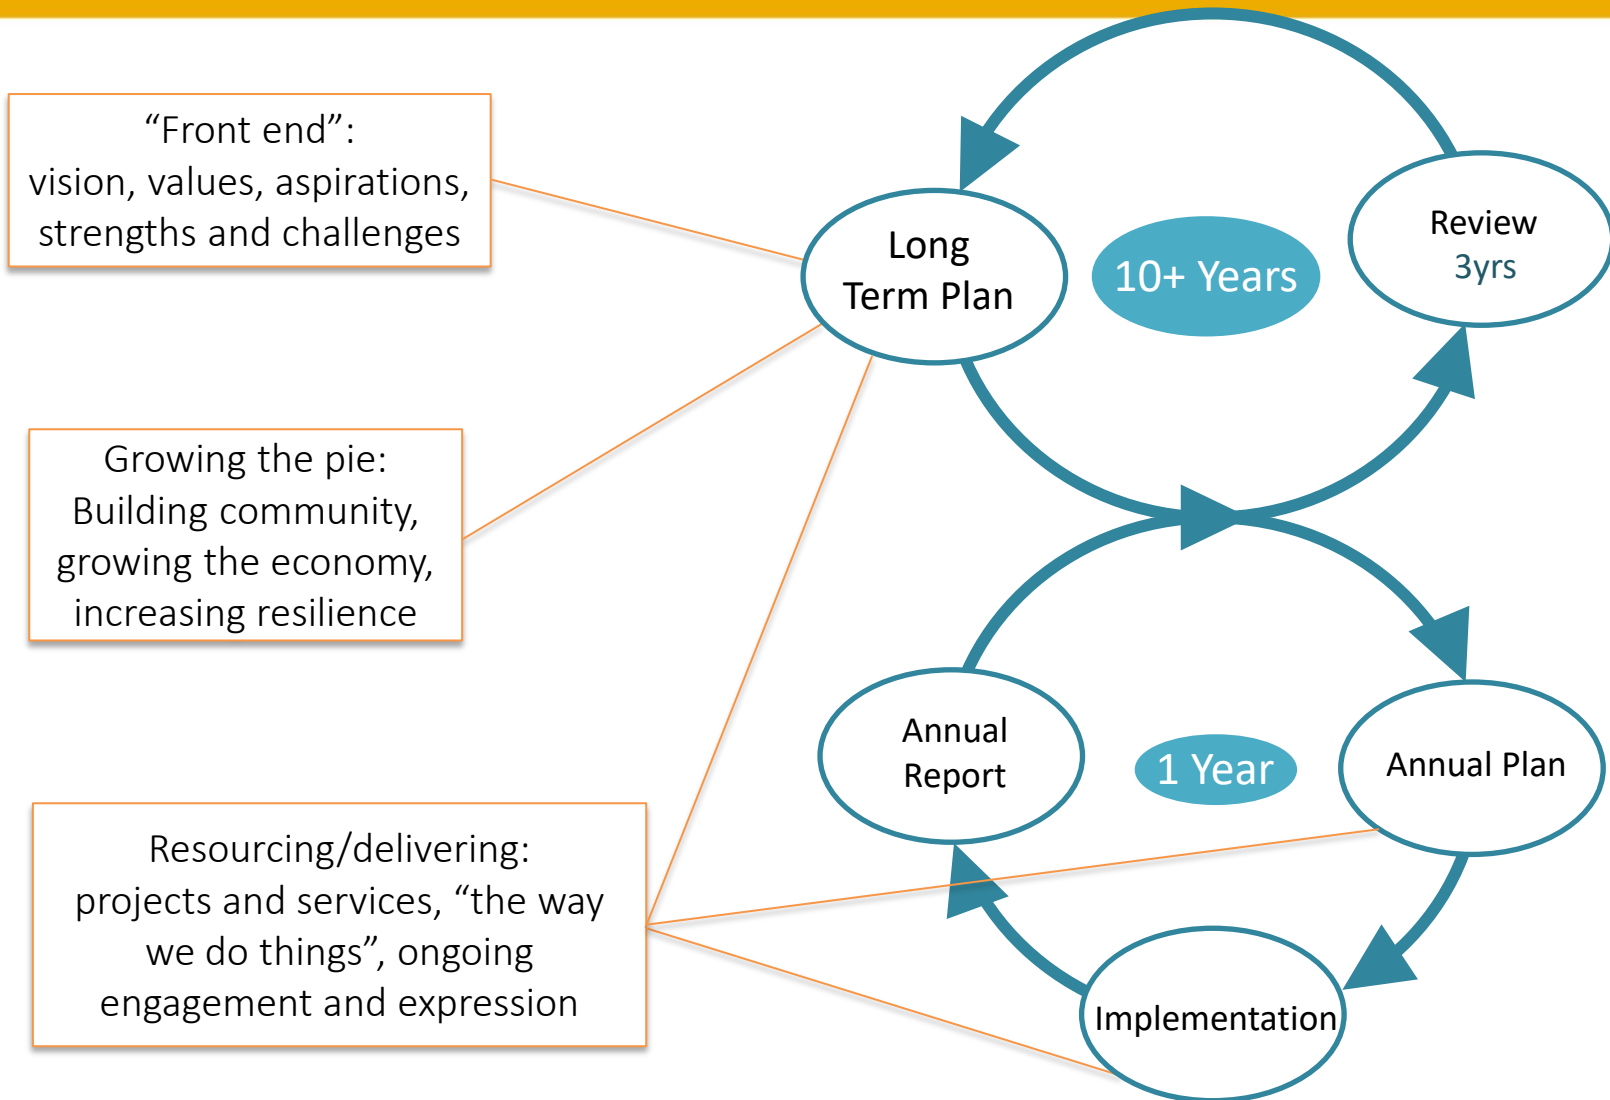 “Front end”:
vision, values, aspirations,
strengths and challenges
Long
Term Plan
10+ Years
Review
3yrs
Growing the pie:
Building community,
growing the economy,
increasing resilience
Annual
Report
1 Year
Annual Plan
Resourcing/delivering:
projects and services, “the way
we do things”, ongoing
engagement and expression
Implementation